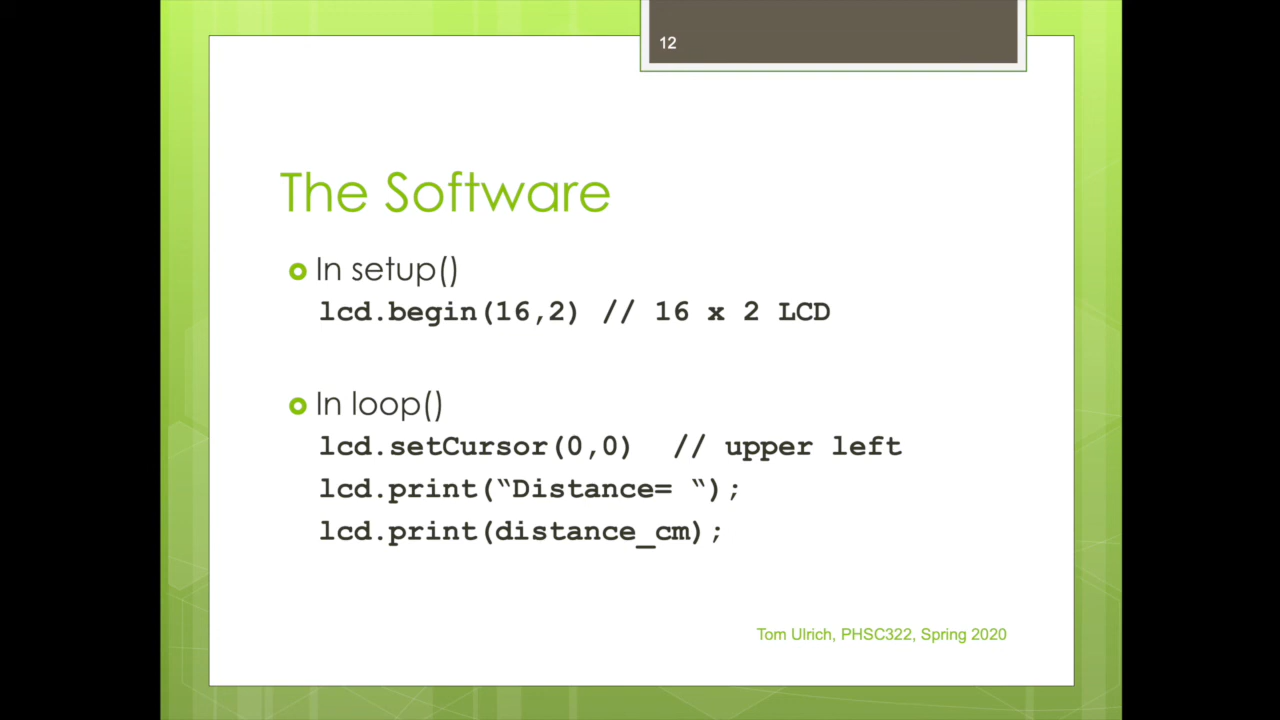 12
The Software
In setup()
lcd.begin(16,2) // 16 x 2 LCD
In loop()
lcd.setCursor(0,0) // upper left
lcd.print(“Distance= “);
lcd.print(distance_cm);
Tom Ulrich, PHSC322, Spring 2020